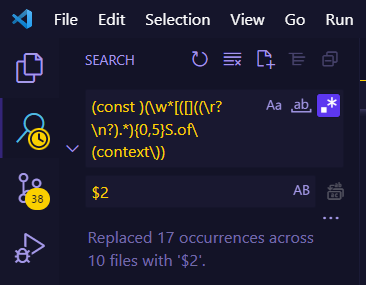 File Edit Selection View Go Run
SEARCH
(const )(\w*[([]((\r?
\n?).*){0,5}S.of\
(context\))
Aa ab .*
$2
AB
38
Replaced 17 occurrences across
10 files with '$2'.